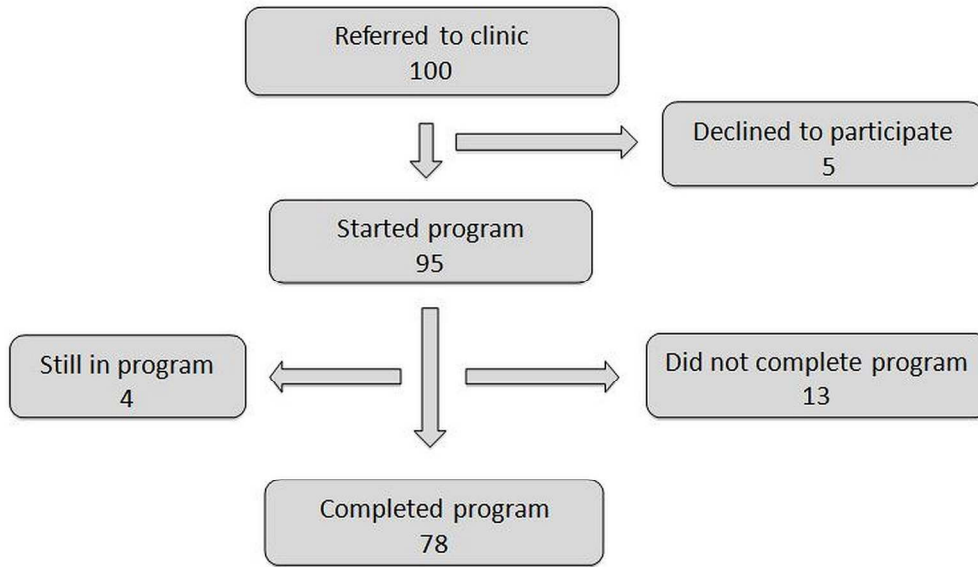 Referred to clinic
100
Declined to participate
5
Started program
95
Still in program
4
Did not complete program
13
Completed program
78